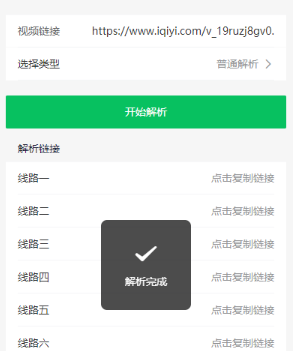 视频链接 https://www.iqiyi.com/v_19ruzj8gv0.
选择类型 普通解析
开始解析
解析链接
线路一 点击复制链接
线路二 点击复制链接
线路三 点击复制链接
线路四 点击复制链接
解析完成
线路五 点击复制链接
线路六 点击复制链接